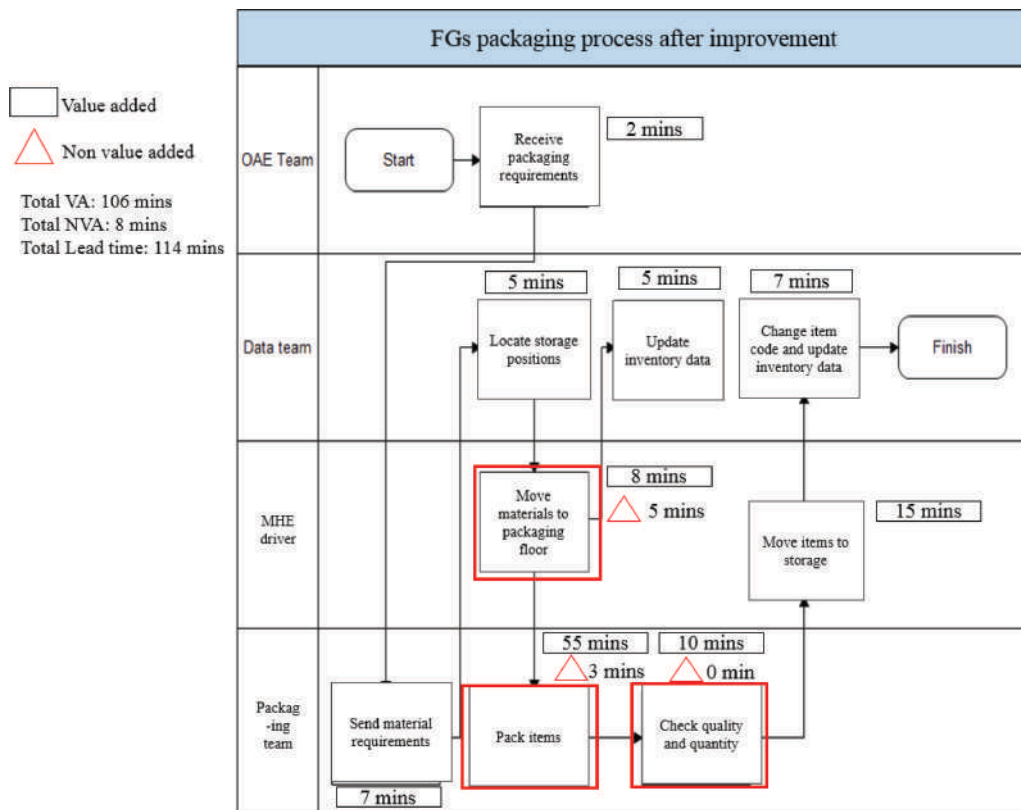 FGs packaging process after improvement
Value added
Non value added
Total VA: 106 mins
Total NVA: 8 mins
Total Lead time: 114 mins
OAE Team
Start
Receive
packaging
requirements
2 mins
Data team
5 mins
Locate storage
positions
5 mins
Update
inventory data
7 mins
Change item
code and update
inventory data
Finish
MHE
driver
Move
materials to
packaging
floor
8 mins
5 mins
Move items to
storage
15 mins
Packag
-ing
team
Send material
requirements
7 mins
55 mins
3 mins
Pack items
10 mins
0 min
Check quality
and quantity